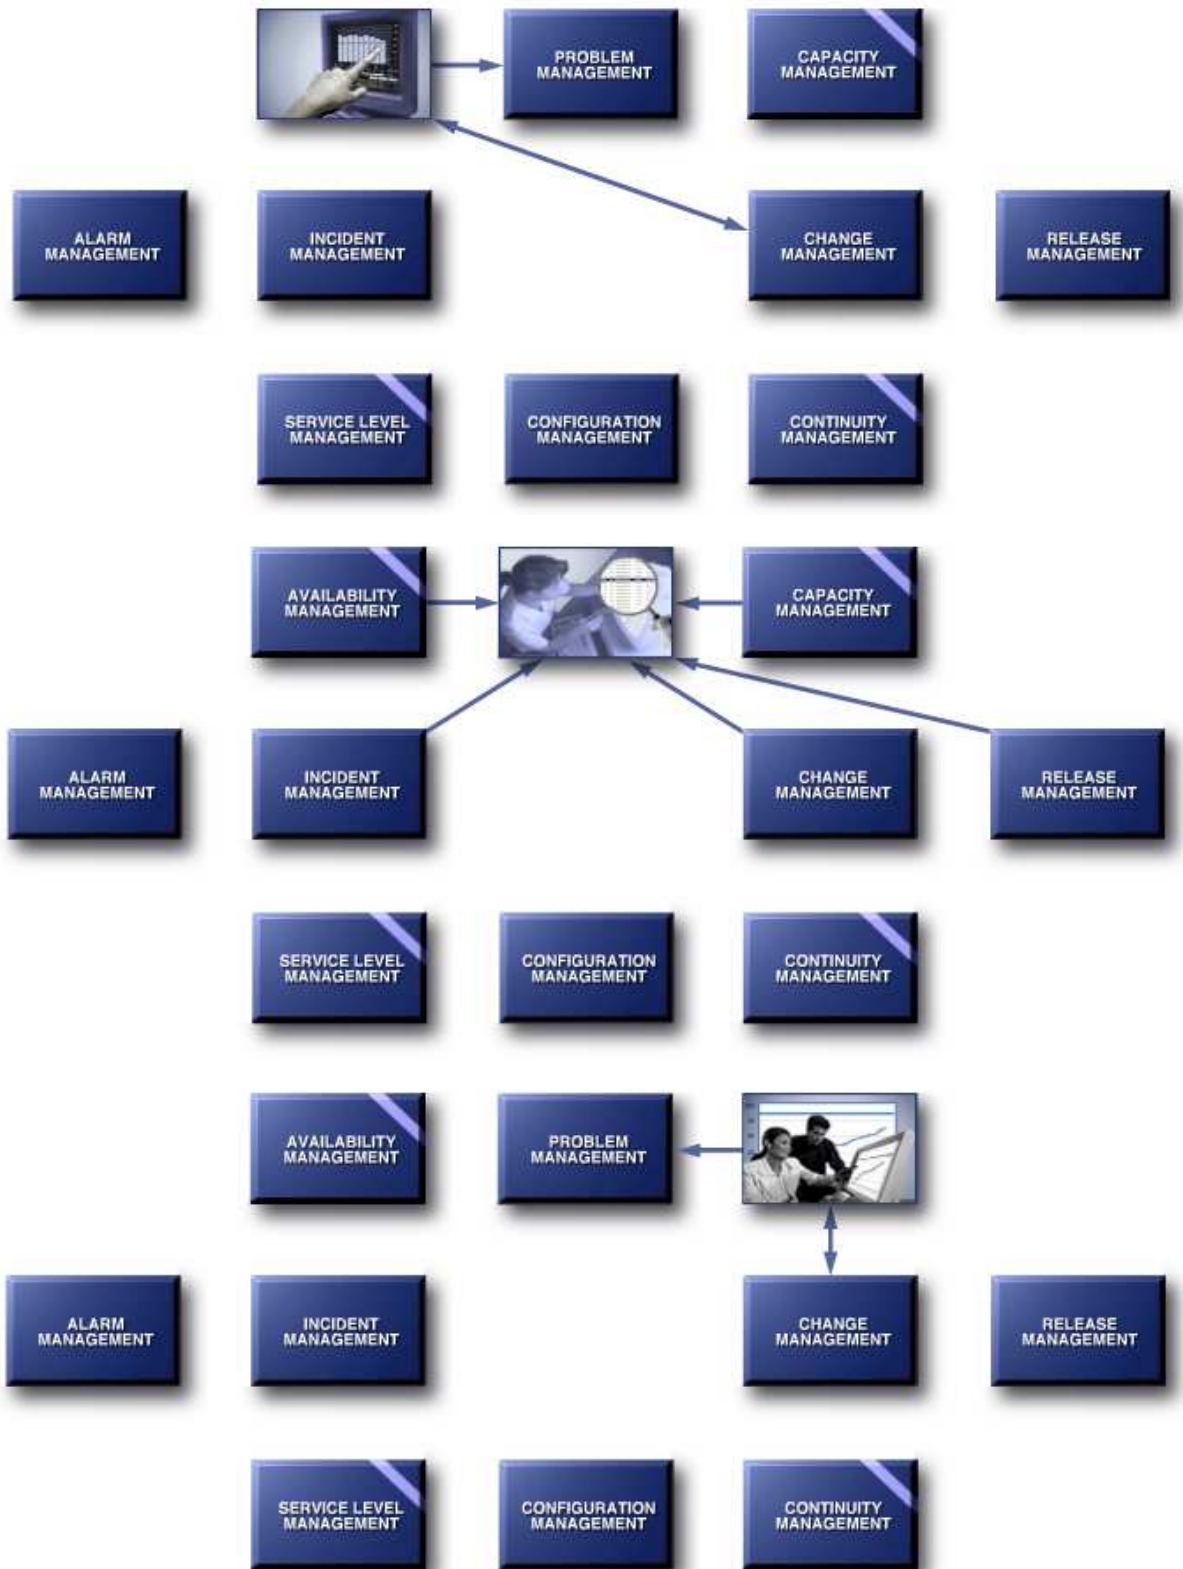 PROBLEM
MANAGEMENT
CAPACITY
MANAGEMENT
ALARM
MANAGEMENT
INCIDENT
MANAGEMENT
CHANGE
MANAGEMENT
RELEASE
MANAGEMENT
SERVICE LEVEL
MANAGEMENT
CONFIGURATION
MANAGEMENT
CONTINUITY
MANAGEMENT
AVAILABILITY
MANAGEMENT
CAPACITY
MANAGEMENT
ALARM
MANAGEMENT
INCIDENT
MANAGEMENT
CHANGE
MANAGEMENT
RELEASE
MANAGEMENT
SERVICE LEVEL
MANAGEMENT
CONFIGURATION
MANAGEMENT
CONTINUITY
MANAGEMENT
AVAILABILITY
MANAGEMENT
PROBLEM
MANAGEMENT
ALARM
MANAGEMENT
INCIDENT
MANAGEMENT
CHANGE
MANAGEMENT
RELEASE
MANAGEMENT
SERVICE LEVEL
MANAGEMENT
CONFIGURATION
MANAGEMENT
CONTINUITY
MANAGEMENT